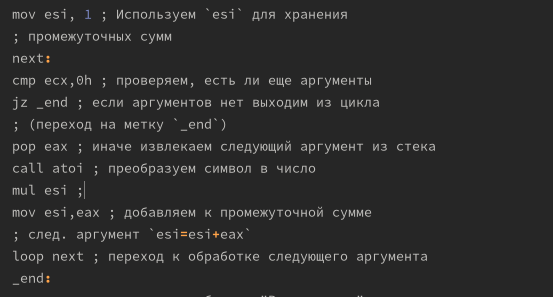 mov esi, 1 ; Используем `esi` для хранения
; промежуточных сумм
next:
cmp ecx,0h ; проверяем, есть ли еще аргументы
jz _end ; если аргументов нет выходим из цикла
; (переход на метку `_end`)
pop eax ; иначе извлекаем следующий аргумент из стека
call atoi ; преобразуем символ в число
mul esi ;
mov esi,eax ; добавляем к промежуточной сумме
; след. аргумент `esi=esi+eax`
loop next ; переход к обработке следующего аргумента
_end: